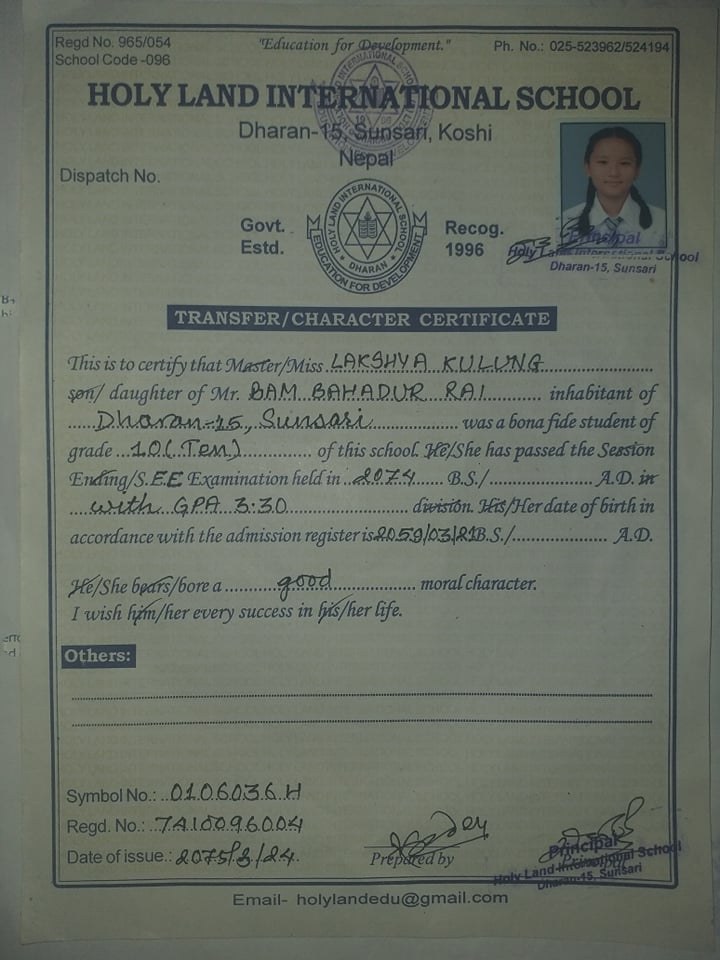 Regd No. 965/054
"Education for Development."
Ph. No.: 025-523962/524194
School Code -096
HOLY LAND INTERNATIONAL SCHOOL
Dharan-15, Sunsari, Koshi
Nepal
Dispatch No.
Govt. Recog.
Estd. 1996
HOLY LAND INTERNATIONAL SCHOOL
DHARAN
EDUCATION FOR DEVELOPMENT
Principal
Holy Land International School
Dharan-15, Sunsari
TRANSFER/CHARACTER CERTIFICATE
This is to certify that Master/Miss LAKSHYA KULUNG
son/ daughter of Mr. BAM BAHADUR RAI inhabitant of
Dharan-15, Sunsari was a bona fide student of
grade 10(Ten) of this school. He/She has passed the Session
Ending/S.EE Examination held in 2074 B.S./ A.D. in
with GPA 3.30 division. His/Her date of birth in
accordance with the admission register is 2059/03/21 B.S./ A.D.
He/She bears/bore a good moral character.
I wish him/her every success in his/her life.
Others:
Symbol No.: 0106036 H
Regd. No.: 7410096004
Date of issue.: 2075/3/24.
Prepared by
Principal
Principal
Holy Land International School
Dharan-15, Sunsari
Email- holylandedu@gmail.com